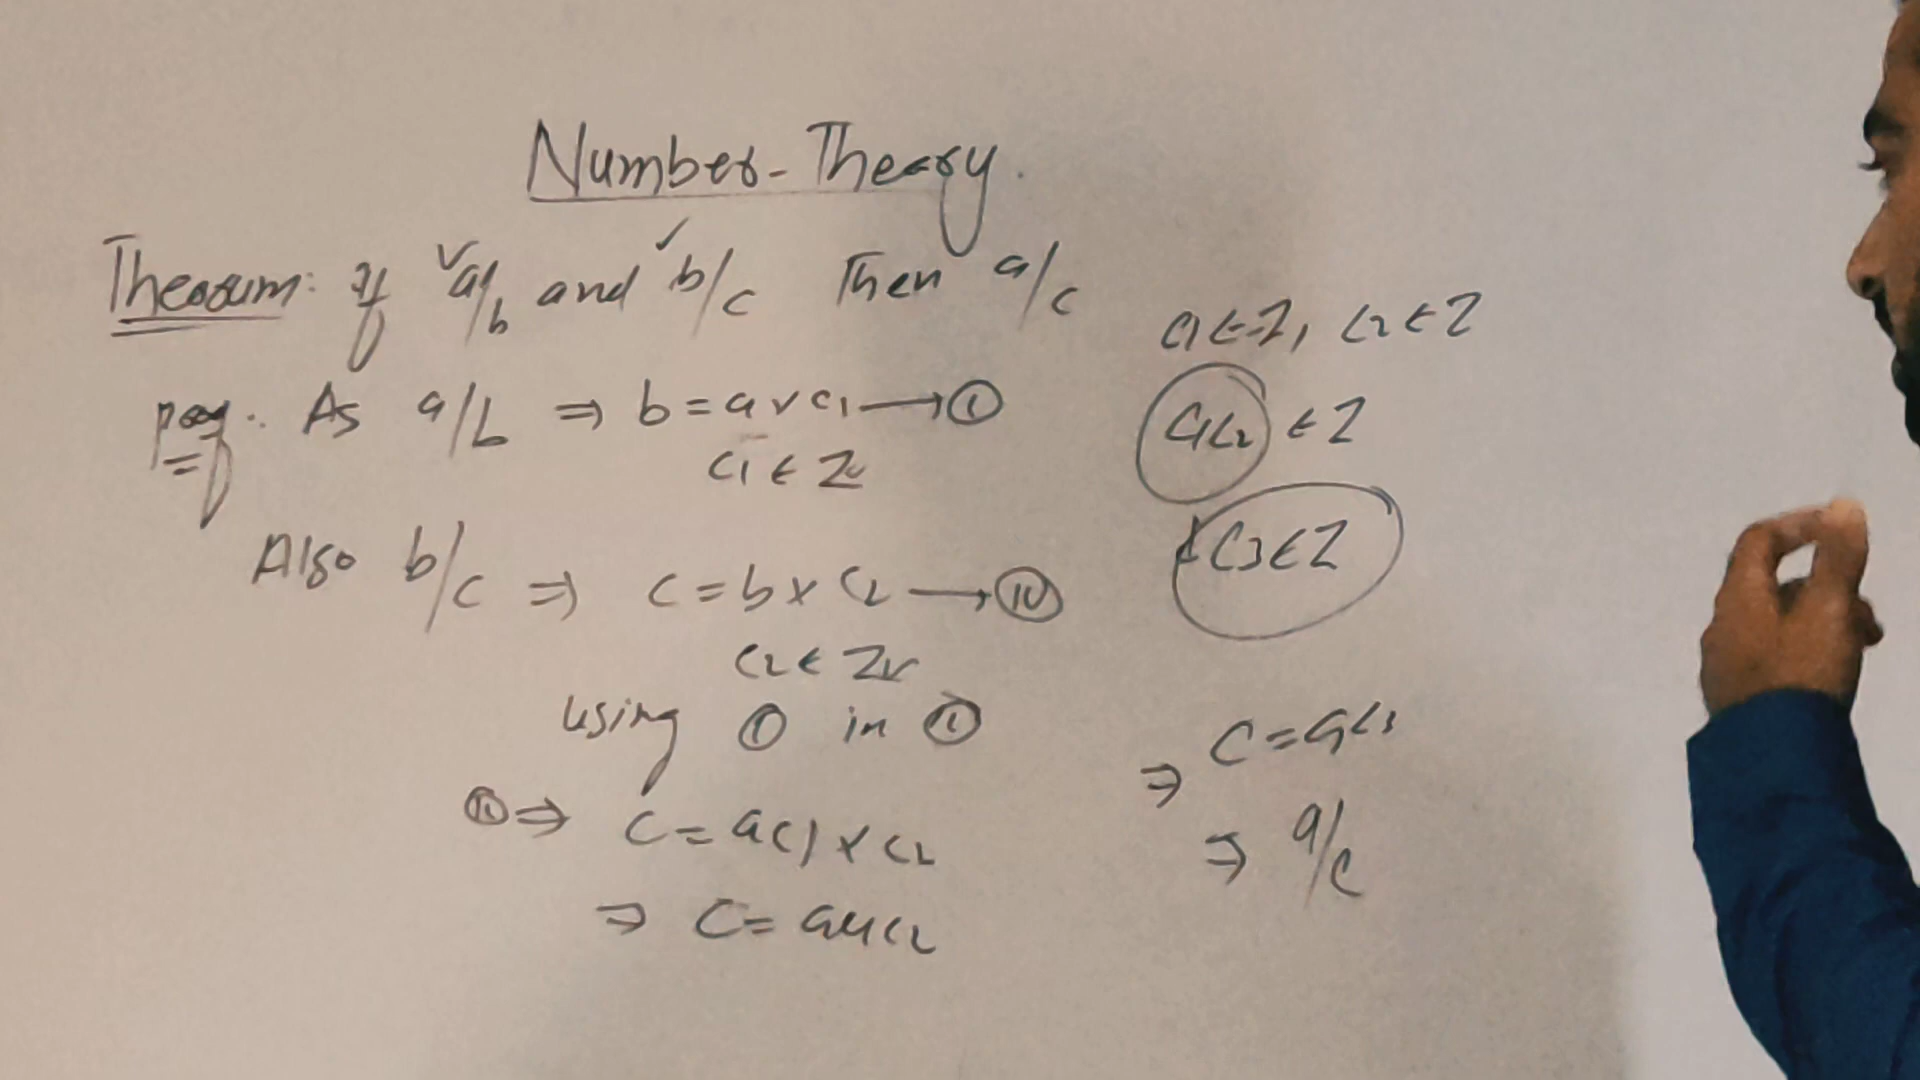 Number-Theory.
Theorem: If a/b and b/c Then a/c
proof: As a/b ⇒ b = a × c1 → ①
c1 ∈ Z
Also b/c ⇒ c = b × c2 → ⑪
c2 ∈ Z
using ① in ⑪
⑪ ⇒ c = ac1 × c2
⇒ c = ac1c2
c1 ∈ Z, c2 ∈ Z
c1c2 ∈ Z
c3 ∈ Z
⇒ c = ac3
⇒ a/c